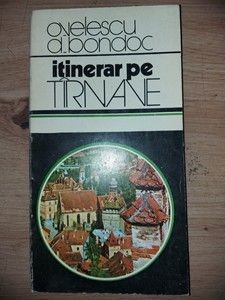 o.velescu
d.bondoc
itinerar pe
TÎRNAVE